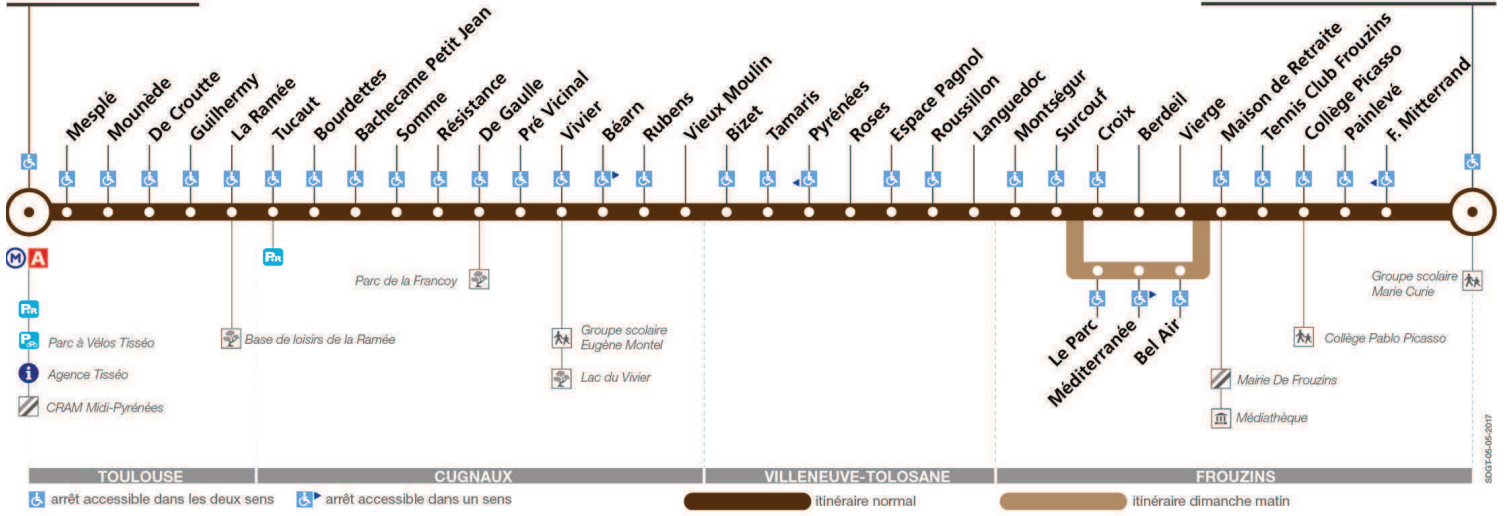 Mesplé
Mounède
De Croutte
Guilhermy
La Ramée
Tucaut
Bourdettes
Bachecame Petit Jean
Somme
Résistance
De Gaulle
Pré Vicinal
Vivier
Béarn
Rubens
Vieux Moulin
Bizet
Tamaris
Pyrénées
Roses
Espace Pagnol
Roussillon
Languedoc
Montségur
Surcouf
Croix
Berdeil
Vierge
Maison de Retraite
Tennis Club Frouzins
Collège Picasso
Painlevé
F. Mitterrand
M A
P+R
P+R
Parc de la Francoy
Groupe scolaire
Marie Curie
P
Parc à Vélos Tisséo
Base de loisirs de la Ramée
Groupe scolaire
Eugène Montel
Le Parc
Méditerranée
Bel Air
Collège Pablo Picasso
i
Agence Tisséo
Lac du Vivier
Mairie De Frouzins
CRAM Midi-Pyrénées
Médiathèque
SDGT-05-05-2017
TOULOUSE
CUGNAUX
VILLENEUVE-TOLOSANE
FROUZINS
arrêt accessible dans les deux sens
arrêt accessible dans un sens
itinéraire normal
itinéraire dimanche matin